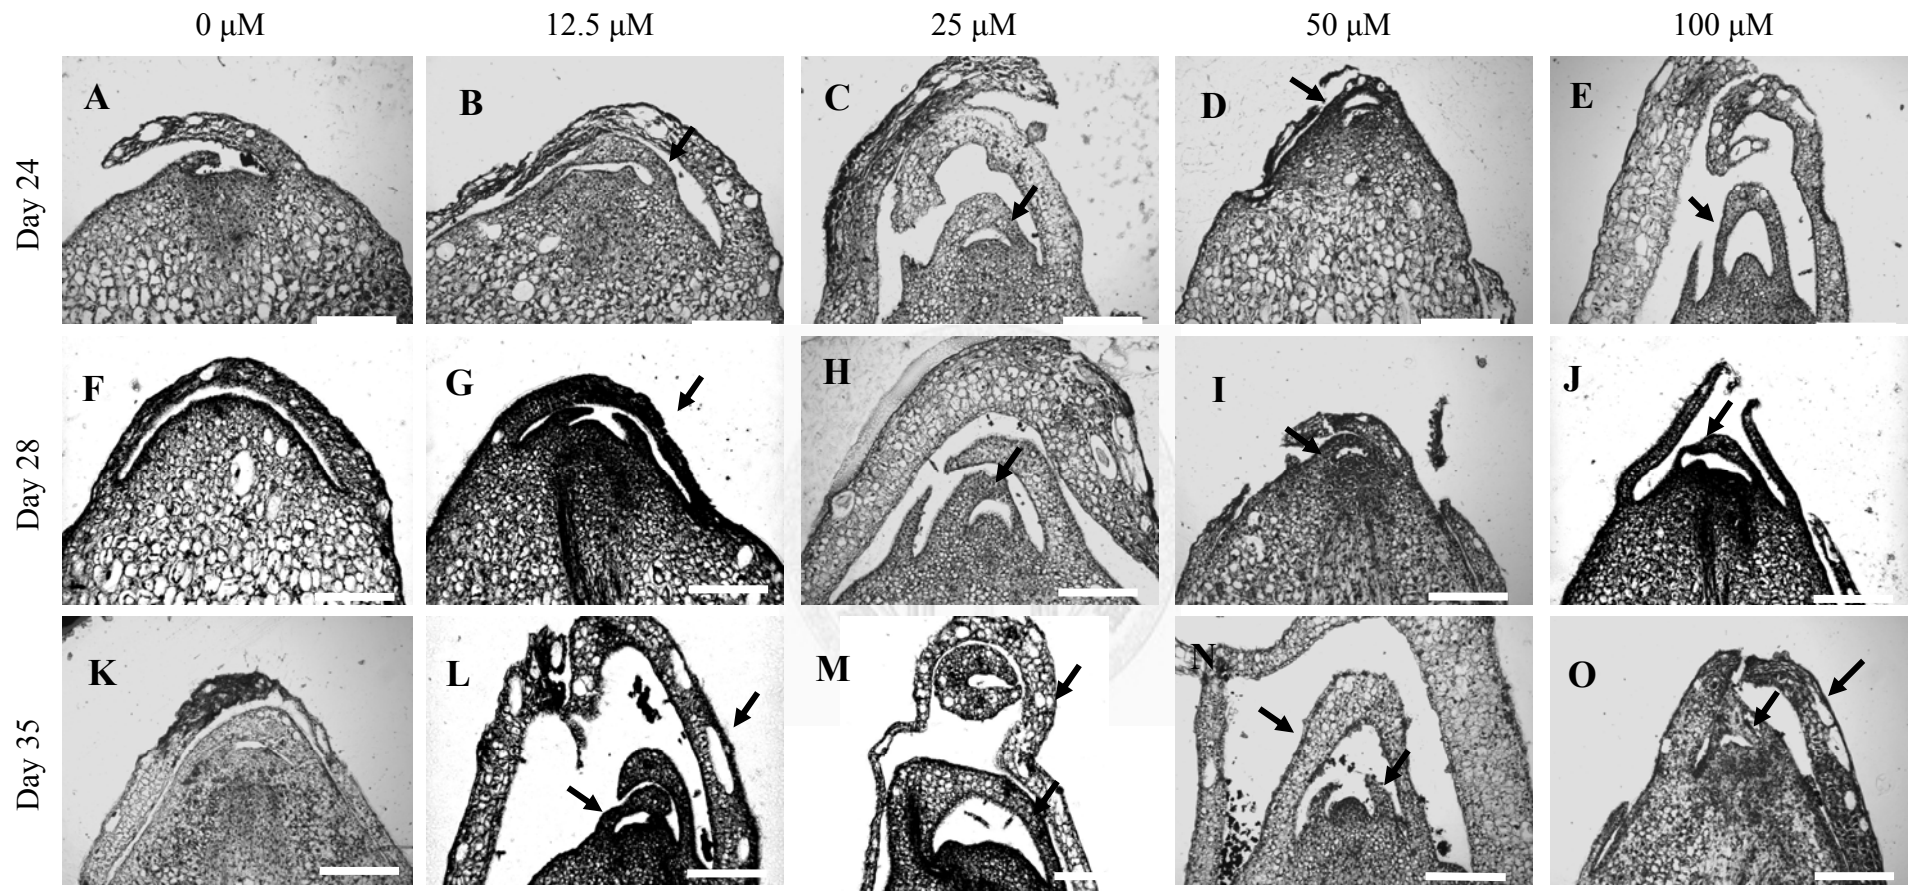 0 μM 12.5 μM 25 μM 50 μM 100 μM
Day 24
A B C D E
Day 28
F G H I J
Day 35
K L M N O